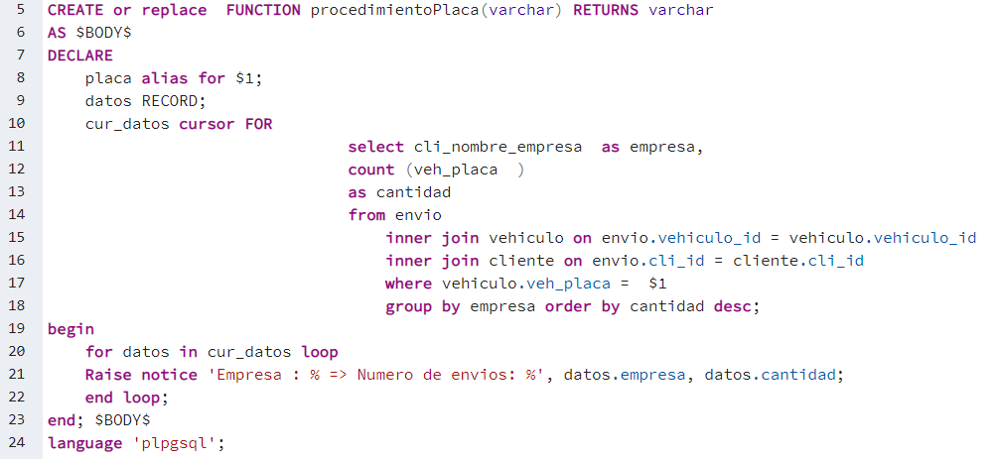 5 CREATE or replace  FUNCTION procedimientoPlaca(varchar) RETURNS varchar
6 AS $BODY$
7 DECLARE
8     placa alias for $1;
9     datos RECORD;
10     cur_datos cursor FOR
11                                 select cli_nombre_empresa  as empresa,
12                                 count (veh_placa  )
13                                 as cantidad
14                                 from envio
15                                     inner join vehiculo on envio.vehiculo_id = vehiculo.vehiculo_id
16                                     inner join cliente on envio.cli_id = cliente.cli_id
17                                     where vehiculo.veh_placa =  $1
18                                     group by empresa order by cantidad desc;
19 begin
20     for datos in cur_datos loop
21     Raise notice 'Empresa : % => Numero de envios: %', datos.empresa, datos.cantidad;
22     end loop;
23 end; $BODY$
24 language 'plpgsql';